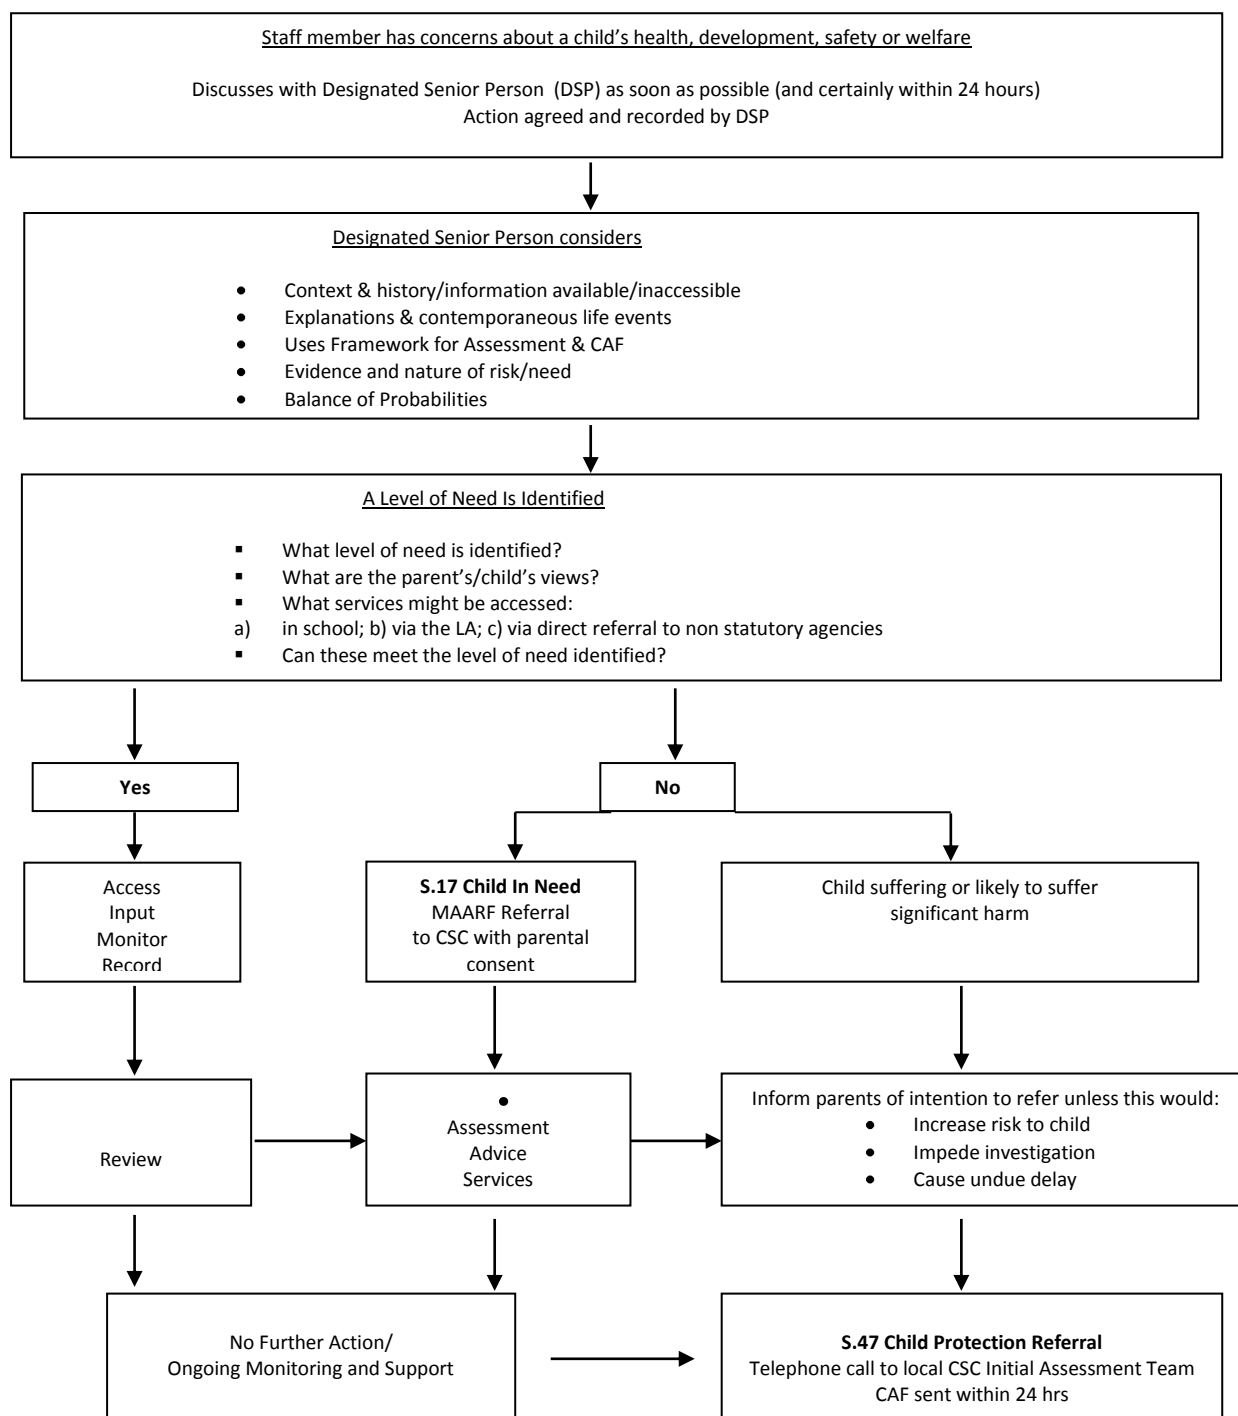 Staff member has concerns about a child’s health, development, safety or welfare
Discusses with Designated Senior Person (DSP) as soon as possible (and certainly within 24 hours)
Action agreed and recorded by DSP
Designated Senior Person considers
• Context & history/information available/inaccessible
• Explanations & contemporaneous life events
• Uses Framework for Assessment & CAF
• Evidence and nature of risk/need
• Balance of Probabilities
A Level of Need Is Identified
▪ What level of need is identified?
▪ What are the parent’s/child’s views?
▪ What services might be accessed:
a) in school; b) via the LA; c) via direct referral to non statutory agencies
▪ Can these meet the level of need identified?
Yes
No
Access
Input
Monitor
Record
S.17 Child In Need
MAARF Referral
to CSC with parental
consent
Child suffering or likely to suffer
significant harm
Review
•
Assessment
Advice
Services
Inform parents of intention to refer unless this would:
• Increase risk to child
• Impede investigation
• Cause undue delay
No Further Action/
Ongoing Monitoring and Support
S.47 Child Protection Referral
Telephone call to local CSC Initial Assessment Team
CAF sent within 24 hrs